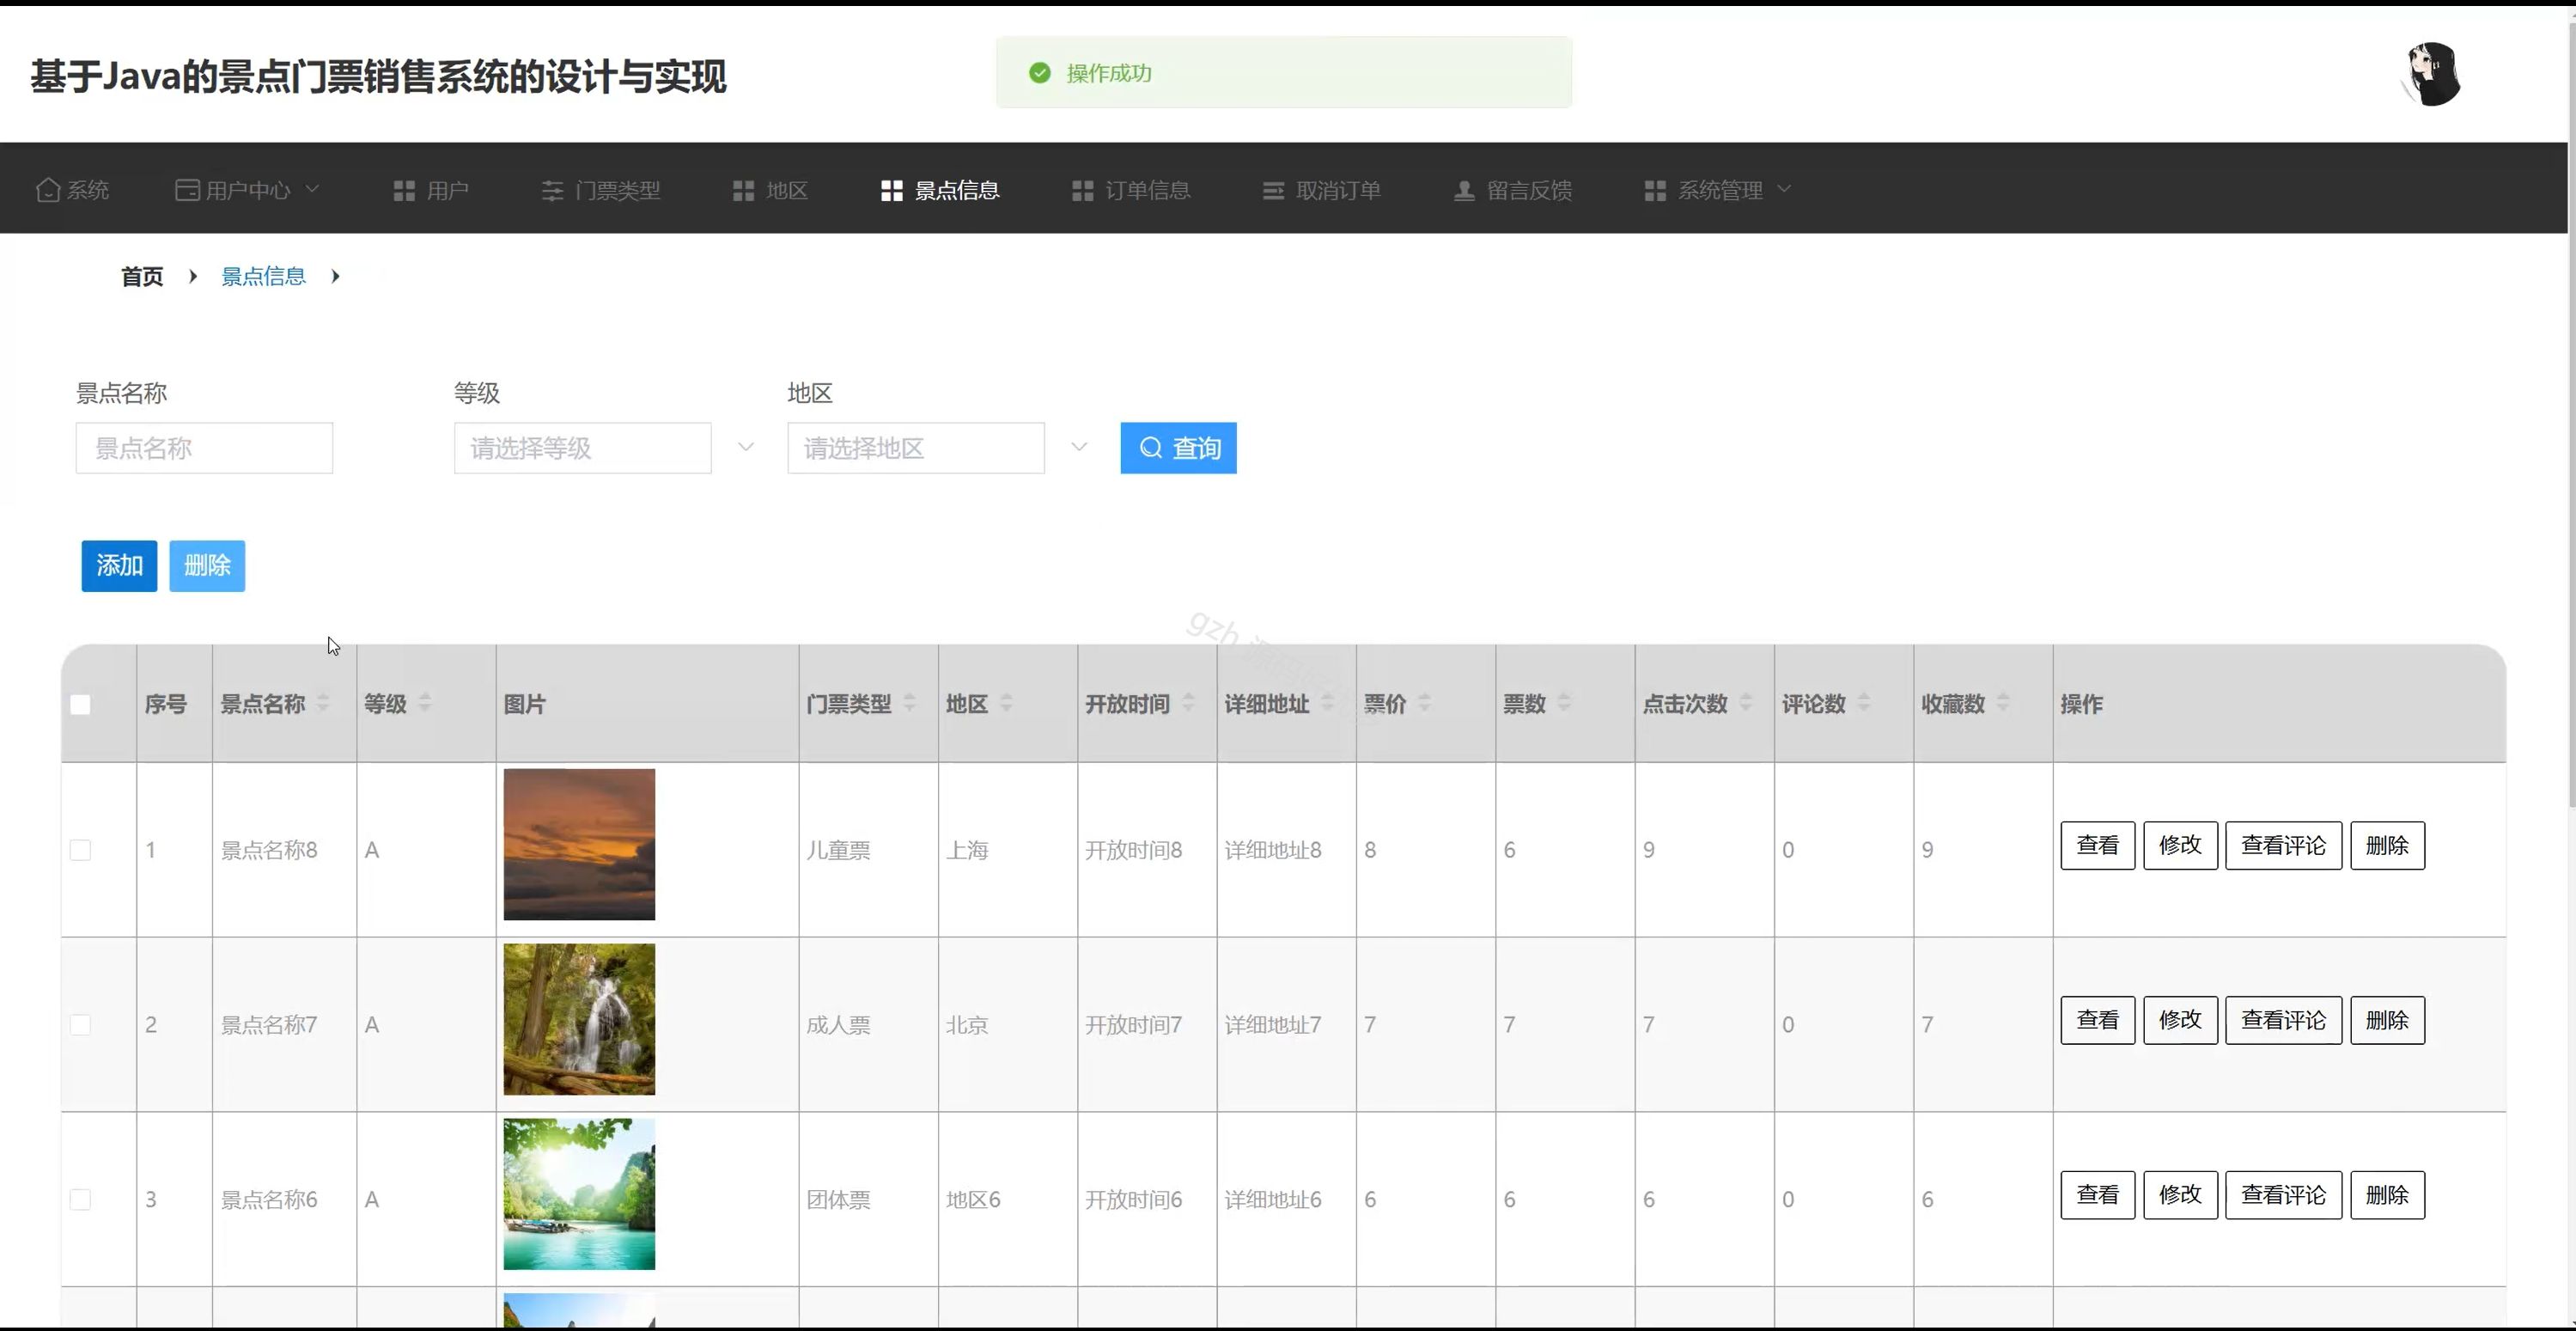 基于Java的景点门票销售系统的设计与实现
操作成功
系统 用户中心 用户 门票类型 地区 景点信息 订单信息 取消订单 留言反馈 系统管理
首页 景点信息
景点名称 等级 地区
景点名称 请选择等级 请选择地区 查询
添加 删除
gzh
序号 景点名称 等级 图片 门票类型 地区 开放时间 详细地址 票价 票数 点击次数 评论数 收藏数 操作
1 景点名称8 A 儿童票 上海 开放时间8 详细地址8 8 6 9 0 9 查看 修改 查看评论 删除
2 景点名称7 A 成人票 北京 开放时间7 详细地址7 7 7 7 0 7 查看 修改 查看评论 删除
3 景点名称6 A 团体票 地区6 开放时间6 详细地址6 6 6 6 0 6 查看 修改 查看评论 删除